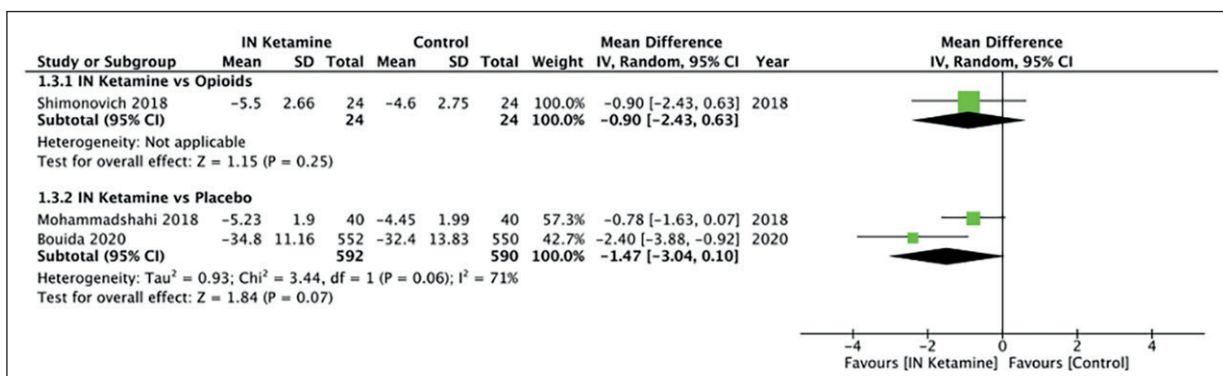 IN Ketamine Control Mean Difference Mean Difference
Study or Subgroup Mean SD Total Mean SD Total Weight IV, Random, 95% CI Year IV, Random, 95% CI
1.3.1 IN Ketamine vs Opioids
Shimonovich 2018 −5.5 2.66 24 −4.6 2.75 24 100.0% −0.90 [−2.43, 0.63] 2018
Subtotal (95% CI) 24 24 100.0% −0.90 [−2.43, 0.63]
Heterogeneity: Not applicable
Test for overall effect: Z = 1.15 (P = 0.25)
1.3.2 IN Ketamine vs Placebo
Mohammadshahi 2018 −5.23 1.9 40 −4.45 1.99 40 57.3% −0.78 [−1.63, 0.07] 2018
Bouida 2020 −34.8 11.16 552 −32.4 13.83 550 42.7% −2.40 [−3.88, −0.92] 2020
Subtotal (95% CI) 592 590 100.0% −1.47 [−3.04, 0.10]
Heterogeneity: Tau² = 0.93; Chi² = 3.44, df = 1 (P = 0.06); I² = 71%
Test for overall effect: Z = 1.84 (P = 0.07)
−4 −2 0 2 4
Favours [IN Ketamine] Favours [Control]